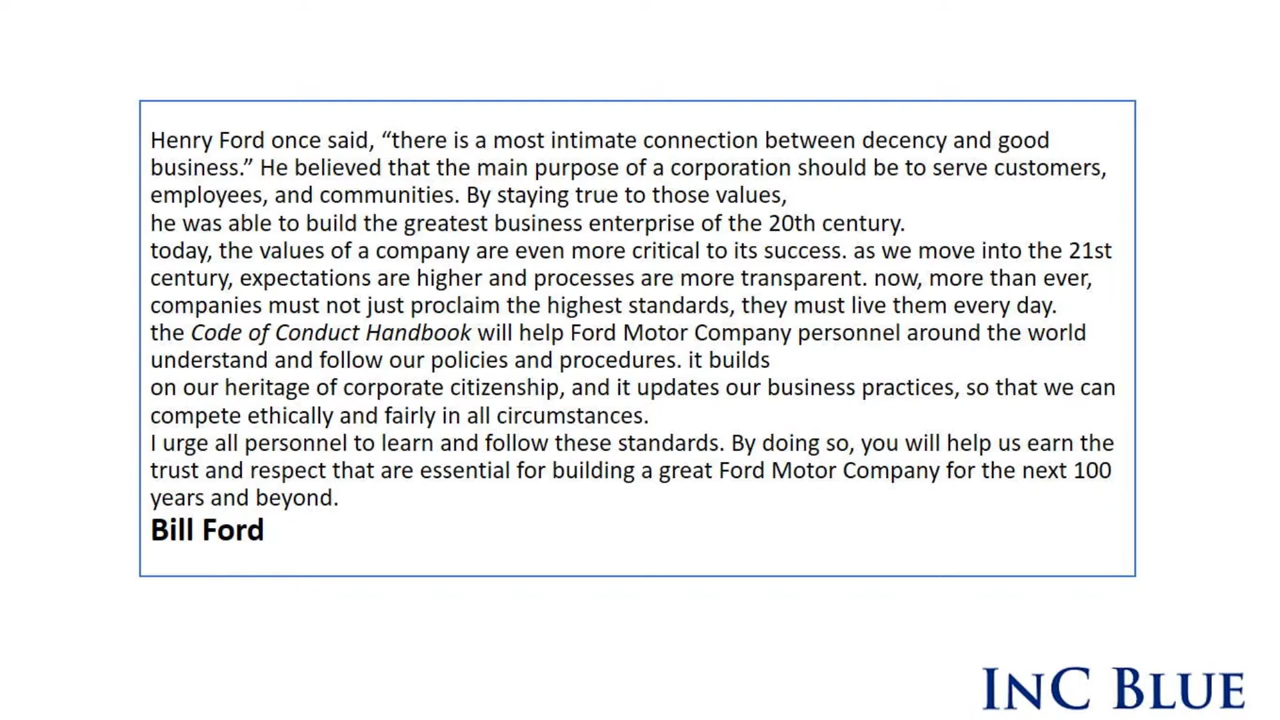 Henry Ford once said, “there is a most intimate connection between decency and good
business.” He believed that the main purpose of a corporation should be to serve customers,
employees, and communities. By staying true to those values,
he was able to build the greatest business enterprise of the 20th century.
today, the values of a company are even more critical to its success. as we move into the 21st
century, expectations are higher and processes are more transparent. now, more than ever,
companies must not just proclaim the highest standards, they must live them every day.
the Code of Conduct Handbook will help Ford Motor Company personnel around the world
understand and follow our policies and procedures. it builds
on our heritage of corporate citizenship, and it updates our business practices, so that we can
compete ethically and fairly in all circumstances.
I urge all personnel to learn and follow these standards. By doing so, you will help us earn the
trust and respect that are essential for building a great Ford Motor Company for the next 100
years and beyond.
Bill Ford
INC BLUE